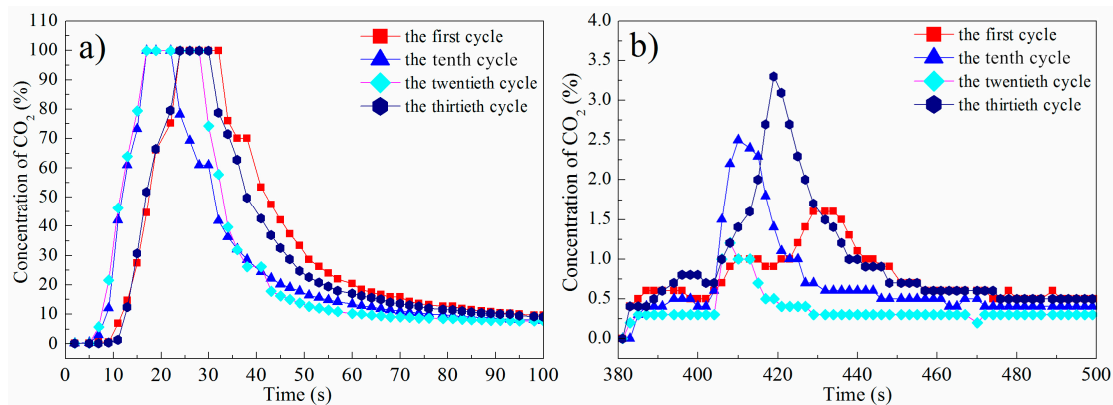 a)
the first cycle
the tenth cycle
the twentieth cycle
the thirtieth cycle
Concentration of CO₂ (%)
110
100
90
80
70
60
50
40
30
20
10
0
0 10 20 30 40 50 60 70 80 90 100
Time (s)
b)
the first cycle
the tenth cycle
the twentieth cycle
the thirtieth cycle
Concentration of CO₂ (%)
4.0
3.5
3.0
2.5
2.0
1.5
1.0
0.5
0.0
381 400 420 440 460 480 500
Time (s)